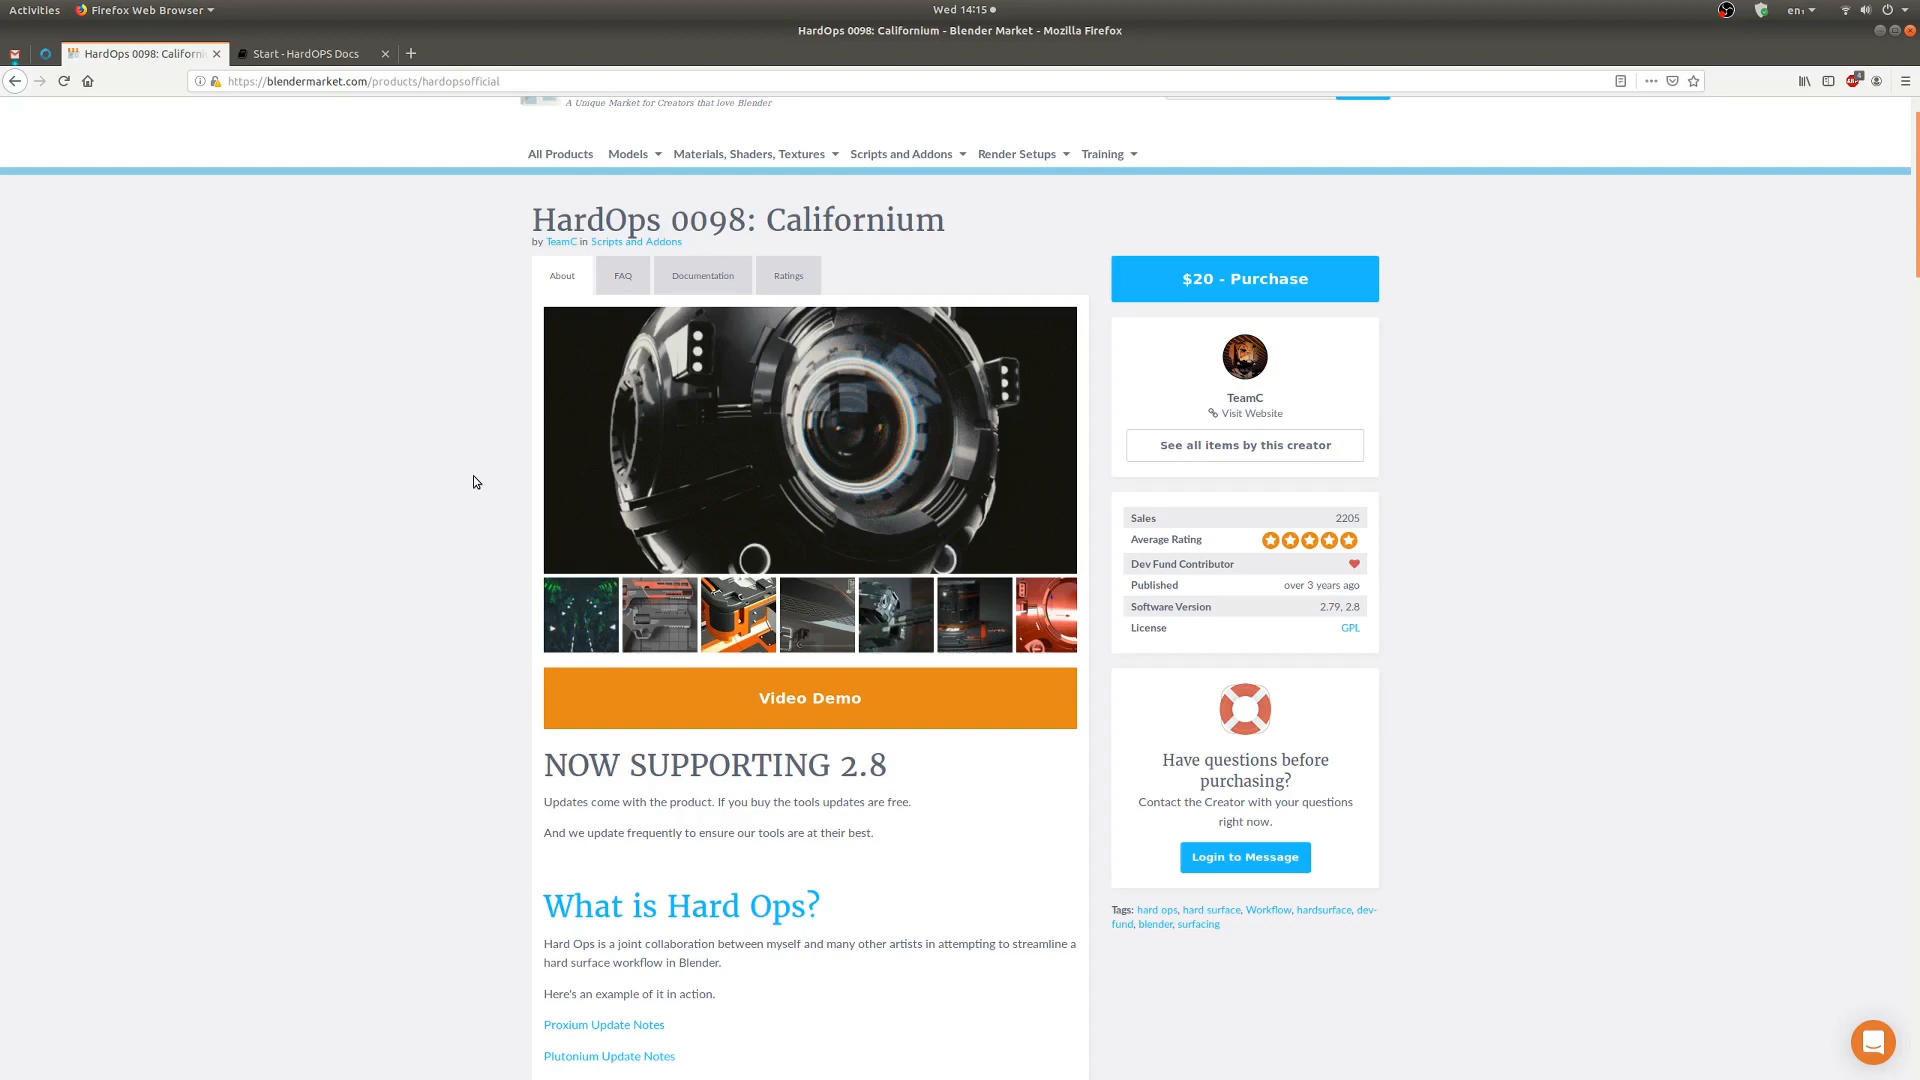 Activities Firefox Web Browser Wed 14:15 en₁
HardOps 0098: Californium - Blender Market - Mozilla Firefox
HardOps 0098: Californi Start - HardOPS Docs
https://blendermarket.com/products/hardopsofficial 4
A Unique Market for Creators that love Blender
All Products Models Materials, Shaders, Textures Scripts and Addons Render Setups Training
HardOps 0098: Californium
by TeamC in Scripts and Addons
About FAQ Documentation Ratings
$20 - Purchase
TeamC
Visit Website
See all items by this creator
Sales 2205
Average Rating
Dev Fund Contributor
Published over 3 years ago
Software Version 2.79, 2.8
License GPL
Video Demo
NOW SUPPORTING 2.8
Updates come with the product. If you buy the tools updates are free.
And we update frequently to ensure our tools are at their best.
Have questions before
purchasing?
Contact the Creator with your questions
right now.
Login to Message
Tags: hard ops, hard surface, Workflow, hardsurface, dev-
fund, blender, surfacing
What is Hard Ops?
Hard Ops is a joint collaboration between myself and many other artists in attempting to streamline a
hard surface workflow in Blender.
Here's an example of it in action.
Proxium Update Notes
Plutonium Update Notes